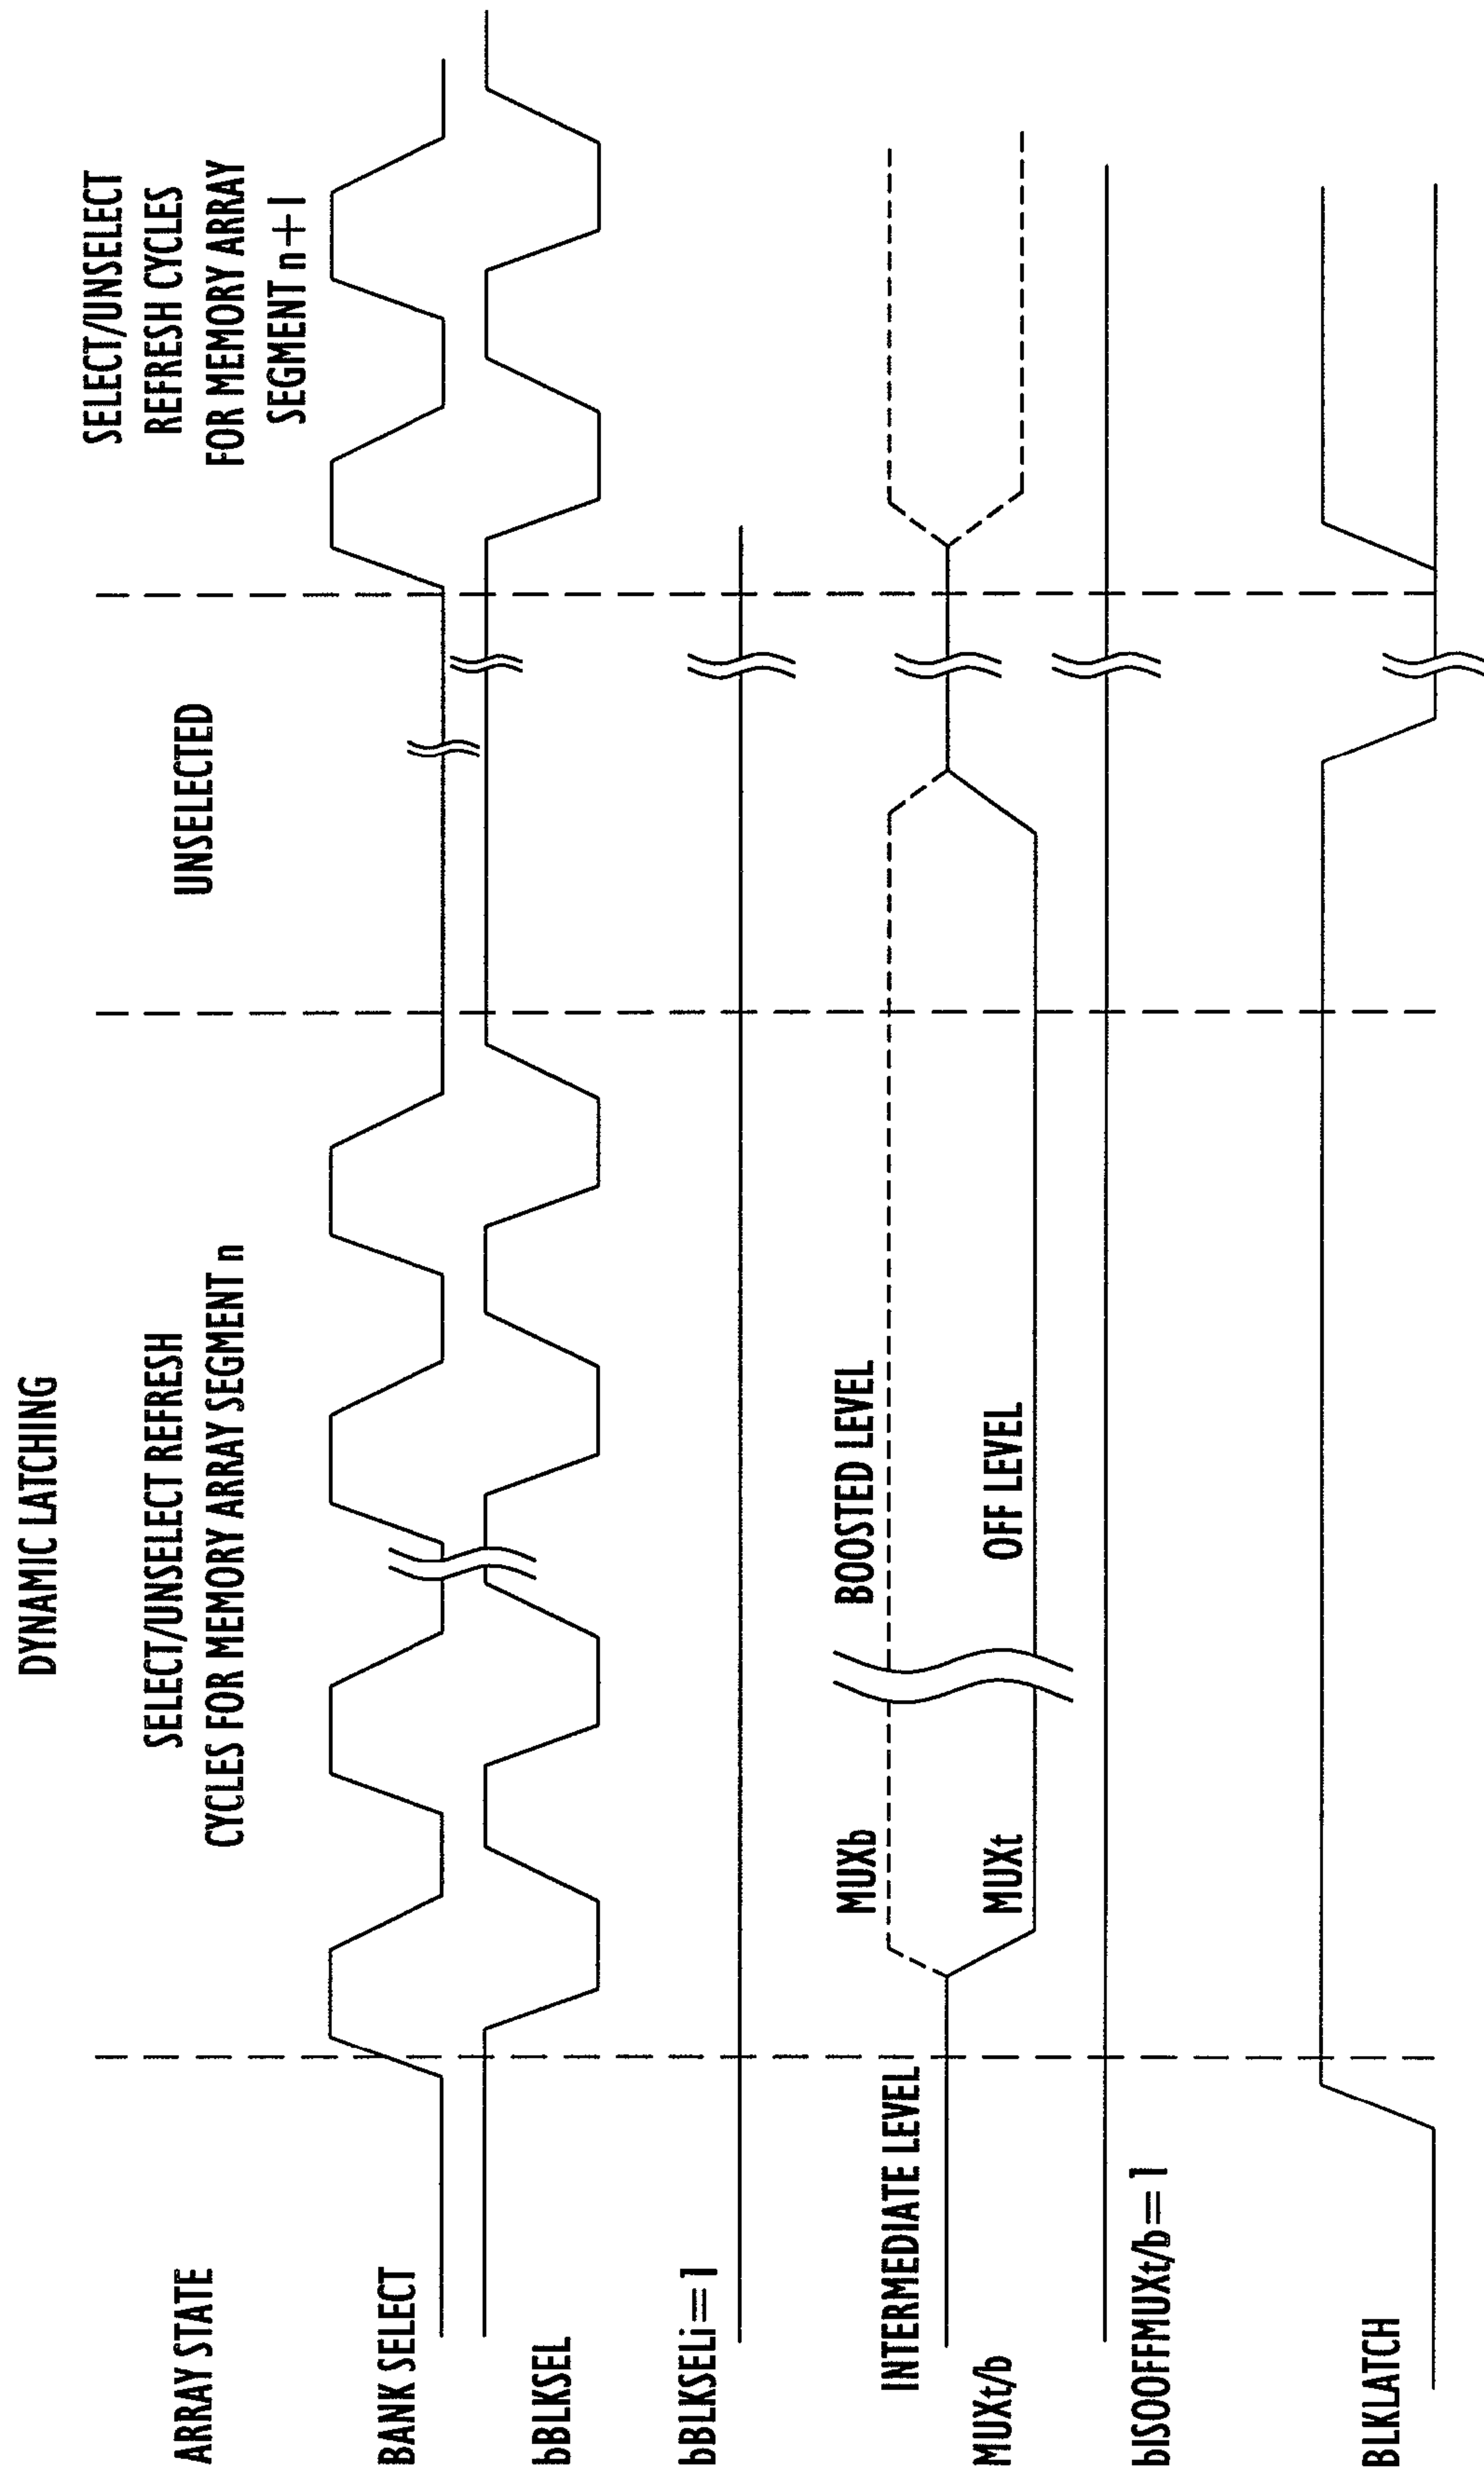 DYNAMIC LATCHING
ARRAY STATE
SELECT/UNSELECT REFRESH
CYCLES FOR MEMORY ARRAY SEGMENT n
UNSELECTED
SELECT/UNSELECT
REFRESH CYCLES
FOR MEMORY ARRAY
SEGMENT n+1
BANK SELECT
bBLKSEL
bBLKSELi=1
INTERMEDIATE LEVEL
MUXb
BOOSTED LEVEL
MUXt/b
MUXt
OFF LEVEL
bISOOFFMUXt/b=1
BLKLATCH